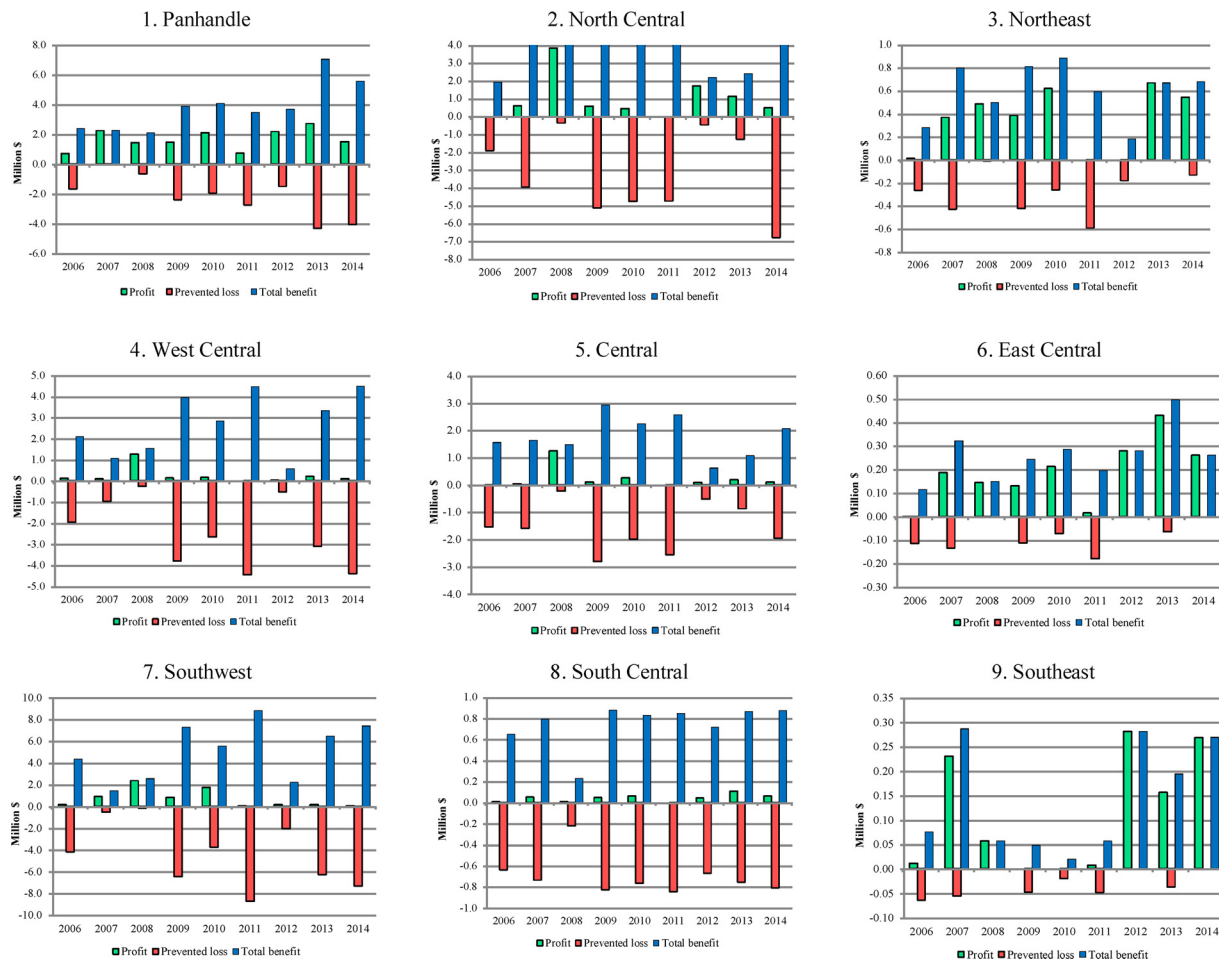 1. Panhandle
8.0
6.0
4.0
2.0
0.0
-2.0
-4.0
-6.0
Million $
2006 2007 2008 2009 2010 2011 2012 2013 2014
Profit Prevented loss Total benefit
2. North Central
4.0
3.0
2.0
1.0
0.0
-1.0
-2.0
-3.0
-4.0
-5.0
-6.0
-7.0
-8.0
Million $
2006 2007 2008 2009 2010 2011 2012 2013 2014
Profit Prevented loss Total benefit
3. Northeast
1.0
0.8
0.6
0.4
0.2
0.0
-0.2
-0.4
-0.6
-0.8
Million $
2006 2007 2008 2009 2010 2011 2012 2013 2014
Profit Prevented loss Total benefit
4. West Central
5.0
4.0
3.0
2.0
1.0
0.0
-1.0
-2.0
-3.0
-4.0
-5.0
Million $
2006 2007 2008 2009 2010 2011 2012 2013 2014
Profit Prevented loss Total benefit
5. Central
4.0
3.0
2.0
1.0
0.0
-1.0
-2.0
-3.0
-4.0
Million $
2006 2007 2008 2009 2010 2011 2012 2013 2014
Profit Prevented loss Total benefit
6. East Central
0.60
0.50
0.40
0.30
0.20
0.10
0.00
-0.10
-0.20
-0.30
Million $
2006 2007 2008 2009 2010 2011 2012 2013 2014
Profit Prevented loss Total benefit
7. Southwest
10.0
8.0
6.0
4.0
2.0
0.0
-2.0
-4.0
-6.0
-8.0
-10.0
Million $
2006 2007 2008 2009 2010 2011 2012 2013 2014
Profit Prevented loss Total benefit
8. South Central
1.0
0.8
0.6
0.4
0.2
0.0
-0.2
-0.4
-0.6
-0.8
-1.0
Million $
2006 2007 2008 2009 2010 2011 2012 2013 2014
Profit Prevented loss Total benefit
9. Southeast
0.35
0.30
0.25
0.20
0.15
0.10
0.05
0.00
-0.05
-0.10
Million $
2006 2007 2008 2009 2010 2011 2012 2013 2014
Profit Prevented loss Total benefit